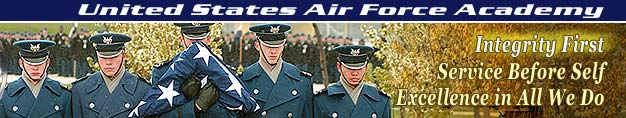 United States Air Force Academy
Integrity First
Service Before Self
Excellence in All We Do